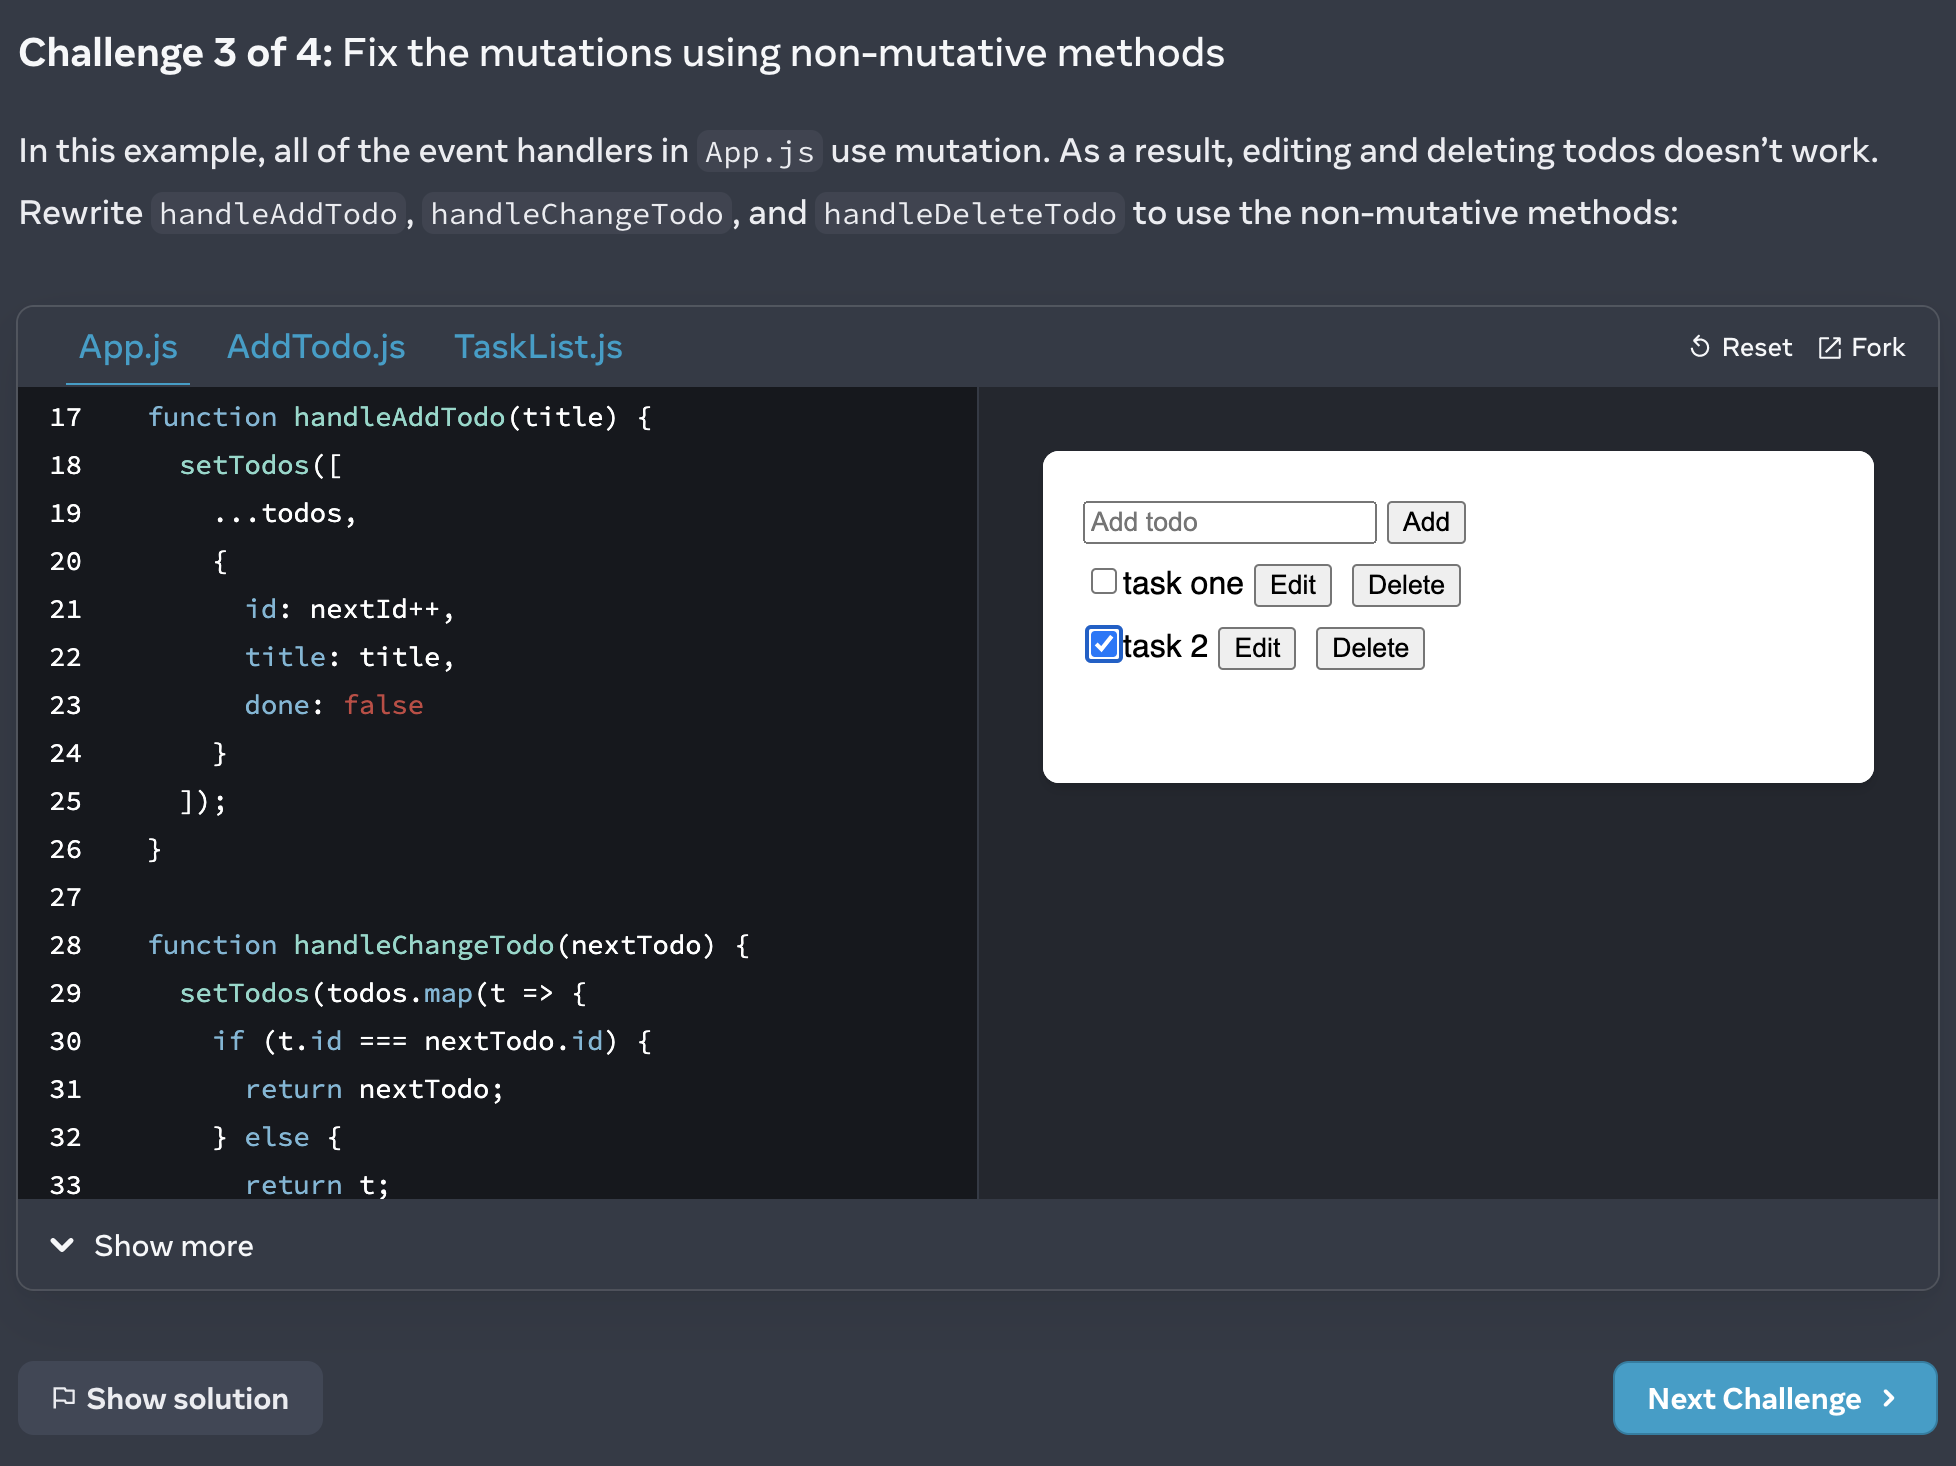 Challenge 3 of 4: Fix the mutations using non-mutative methods
In this example, all of the event handlers in App.js use mutation. As a result, editing and deleting todos doesn’t work.
Rewrite handleAddTodo, handleChangeTodo, and handleDeleteTodo to use the non-mutative methods:
App.js AddTodo.js TaskList.js Reset Fork
17 function handleAddTodo(title) {
18 setTodos([
19 ...todos,
20 {
21 id: nextId++,
22 title: title,
23 done: false
24 }
25 ]);
26 }
27
28 function handleChangeTodo(nextTodo) {
29 setTodos(todos.map(t => {
30 if (t.id === nextTodo.id) {
31 return nextTodo;
32 } else {
33 return t;
Add todo Add
task one Edit Delete
task 2 Edit Delete
Show more
Show solution Next Challenge